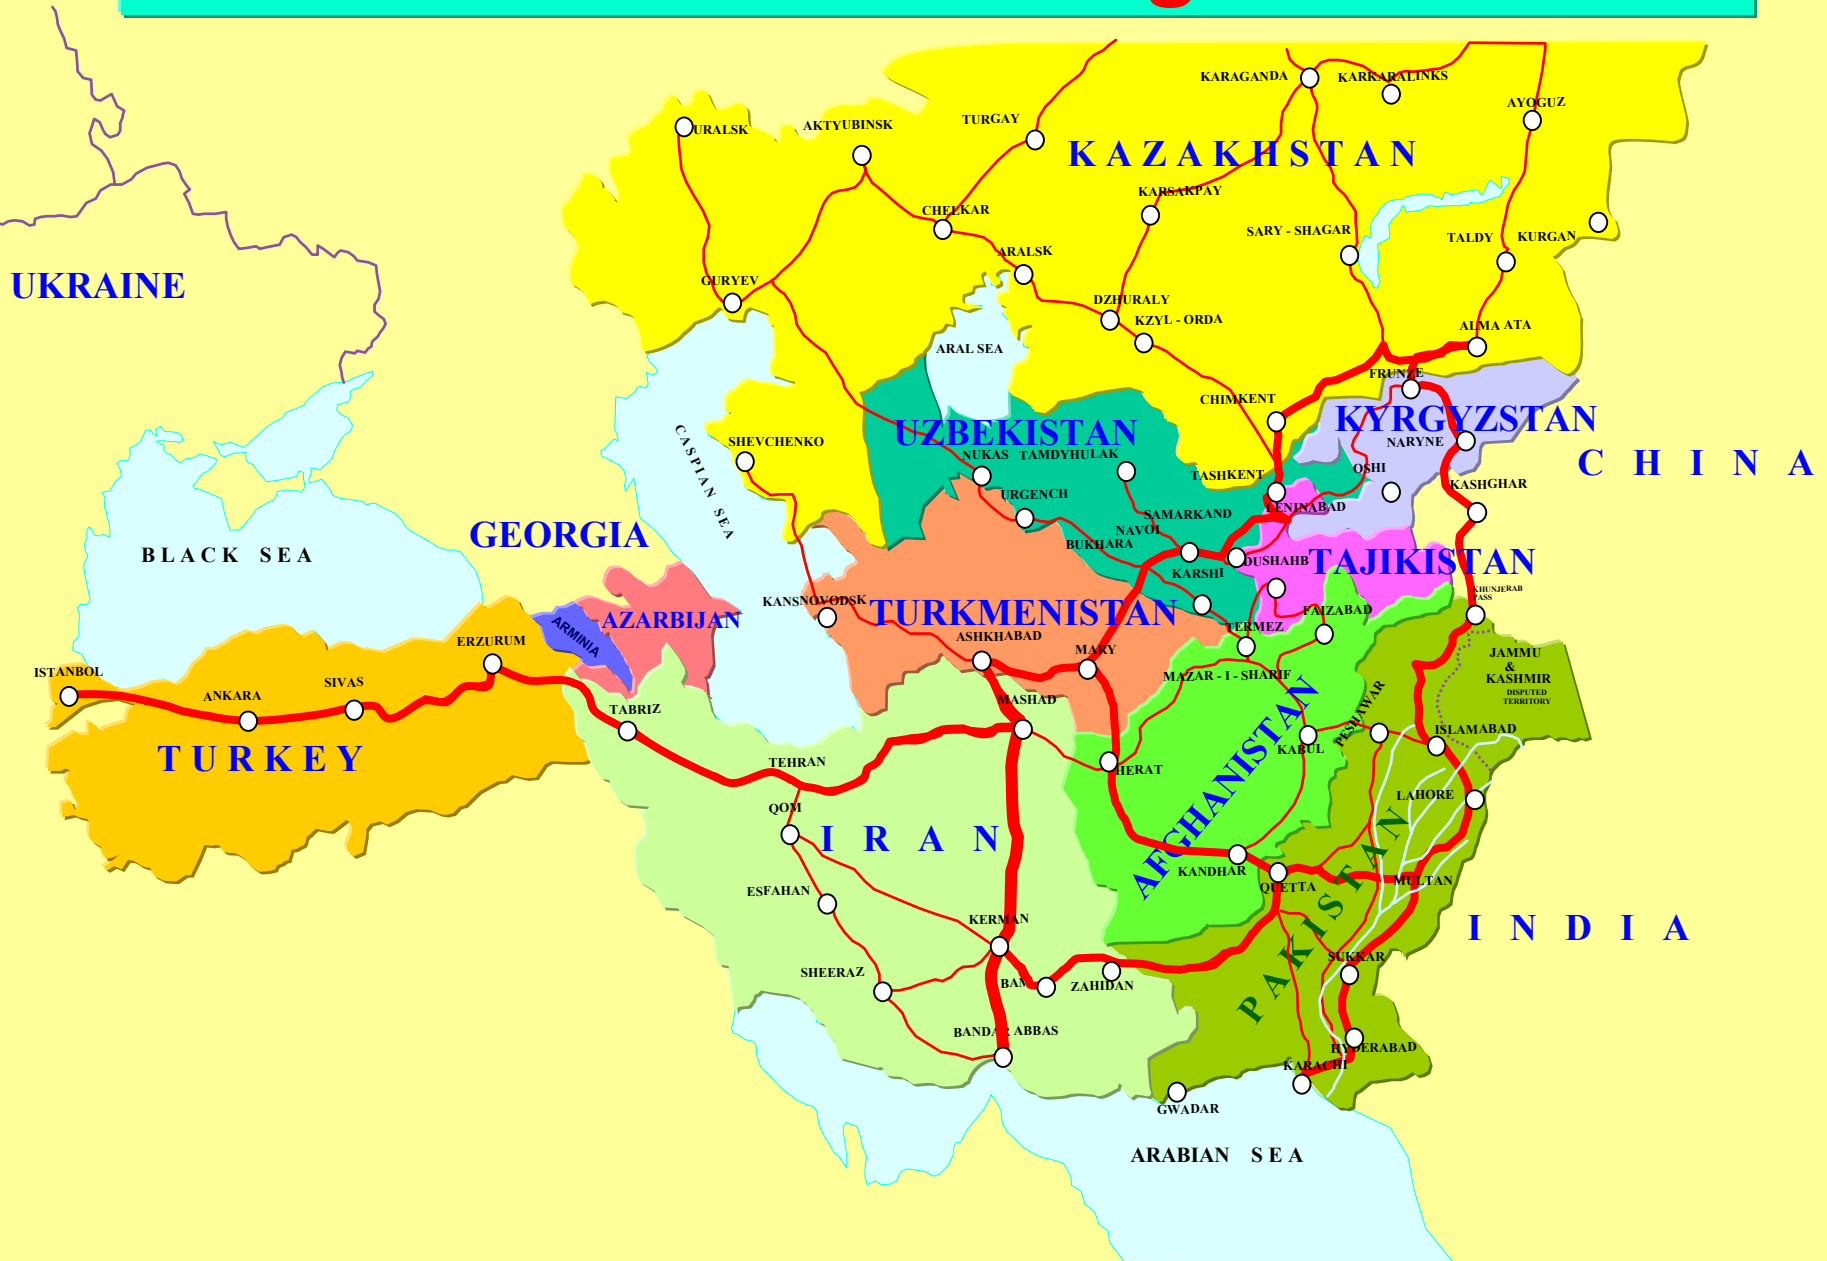 KARAGANDA
KARKARALINKS
AYOGUZ
TURGAY
AKTYUBINSK
URALSK
KAZAKHSTAN
KARSAKPAY
CHELKAR
SARY - SHAGAR
TALDY
KURGAN
ARALSK
GURYEV
UKRAINE
DZHURALY
KZYL - ORDA
ALMA ATA
ARAL SEA
FRUNZE
CHIMKENT
KYRGYZSTAN
UZBEKISTAN
SHEVCHENKO
NARYNE
NUKAS
TAMDYHULAK
CHINA
OSHI
TASHKENT
CASPIAN SEA
KASHGHAR
URGENCH
LENINABAD
SAMARKAND
NAVOI
GEORGIA
BUKHARA
BLACK SEA
TAJIKISTAN
DUSHAHB
KARSHI
KHUNJERAB
PASS
KANSNOVODSK
TURKMENISTAN
FAIZABAD
AZARBIJAN
ARMINIA
TERMEZ
ASHKHABAD
ERZURUM
MARY
JAMMU
&
KASHMIR
DISPUTED
TERRITORY
ISTANBOL
MAZAR - I - SHARIF
SIVAS
ANKARA
MASHAD
TABRIZ
PESHAWAR
ISLAMABAD
KABUL
TURKEY
TEHRAN
HERAT
AFGHANISTAN
LAHORE
QOM
IRAN
KANDHAR
MULTAN
QUETTA
ESFAHAN
PAKISTAN
KERMAN
INDIA
SUKKAR
SHEERAZ
BAM
ZAHIDAN
BANDAR ABBAS
HYDERABAD
KARACHI
GWADAR
ARABIAN SEA